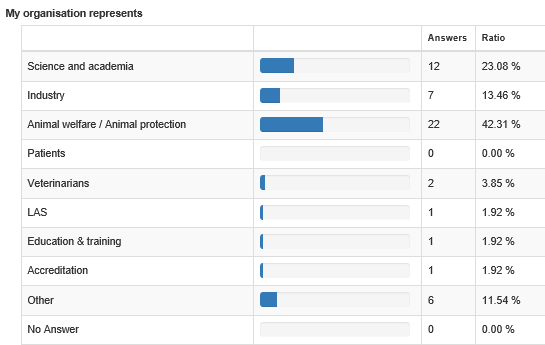 My organisation represents
Answers Ratio
Science and academia 12 23.08 %
Industry 7 13.46 %
Animal welfare / Animal protection 22 42.31 %
Patients 0 0.00 %
Veterinarians 2 3.85 %
LAS 1 1.92 %
Education & training 1 1.92 %
Accreditation 1 1.92 %
Other 6 11.54 %
No Answer 0 0.00 %